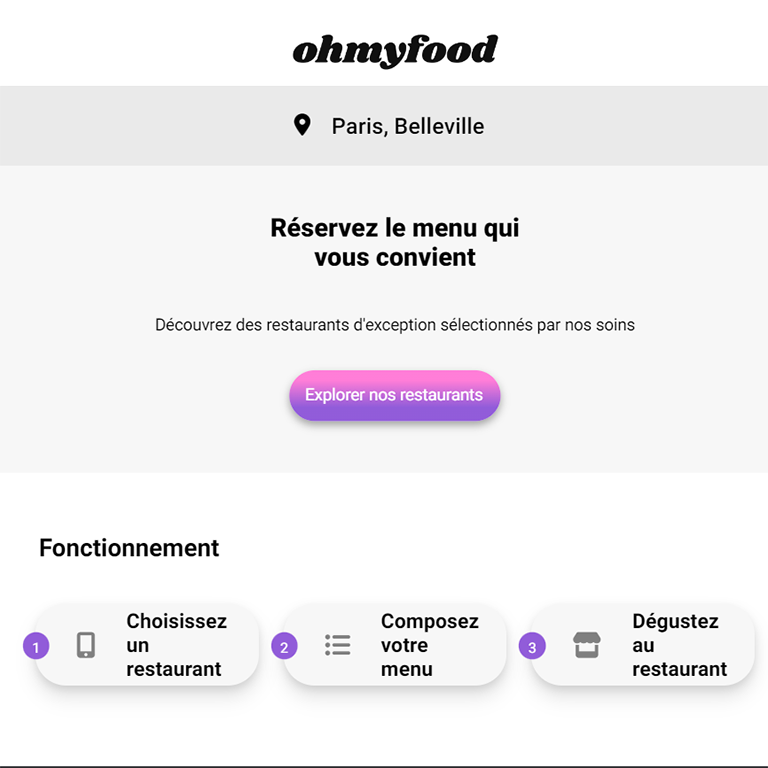 ohmyfood
Paris, Belleville
Réservez le menu qui
vous convient
Découvrez des restaurants d'exception sélectionnés par nos soins
Explorer nos restaurants
Fonctionnement
1
Choisissez
un
restaurant
2
Composez
votre
menu
3
Dégustez
au
restaurant